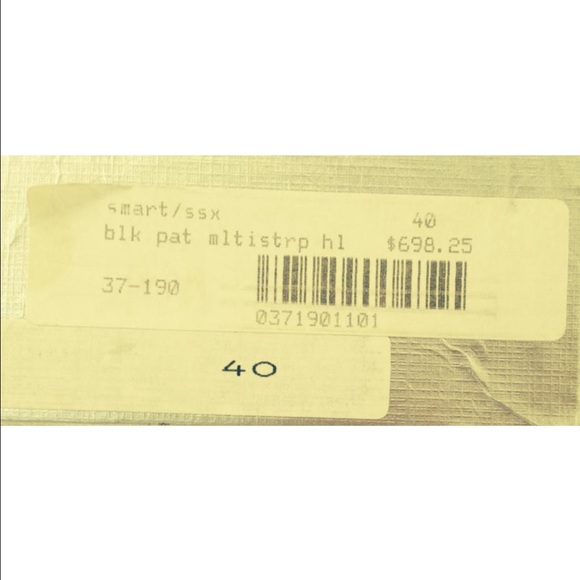 smart/ssx 40
blk pat mltistrp hl $698.25
37-190
0371901101
40